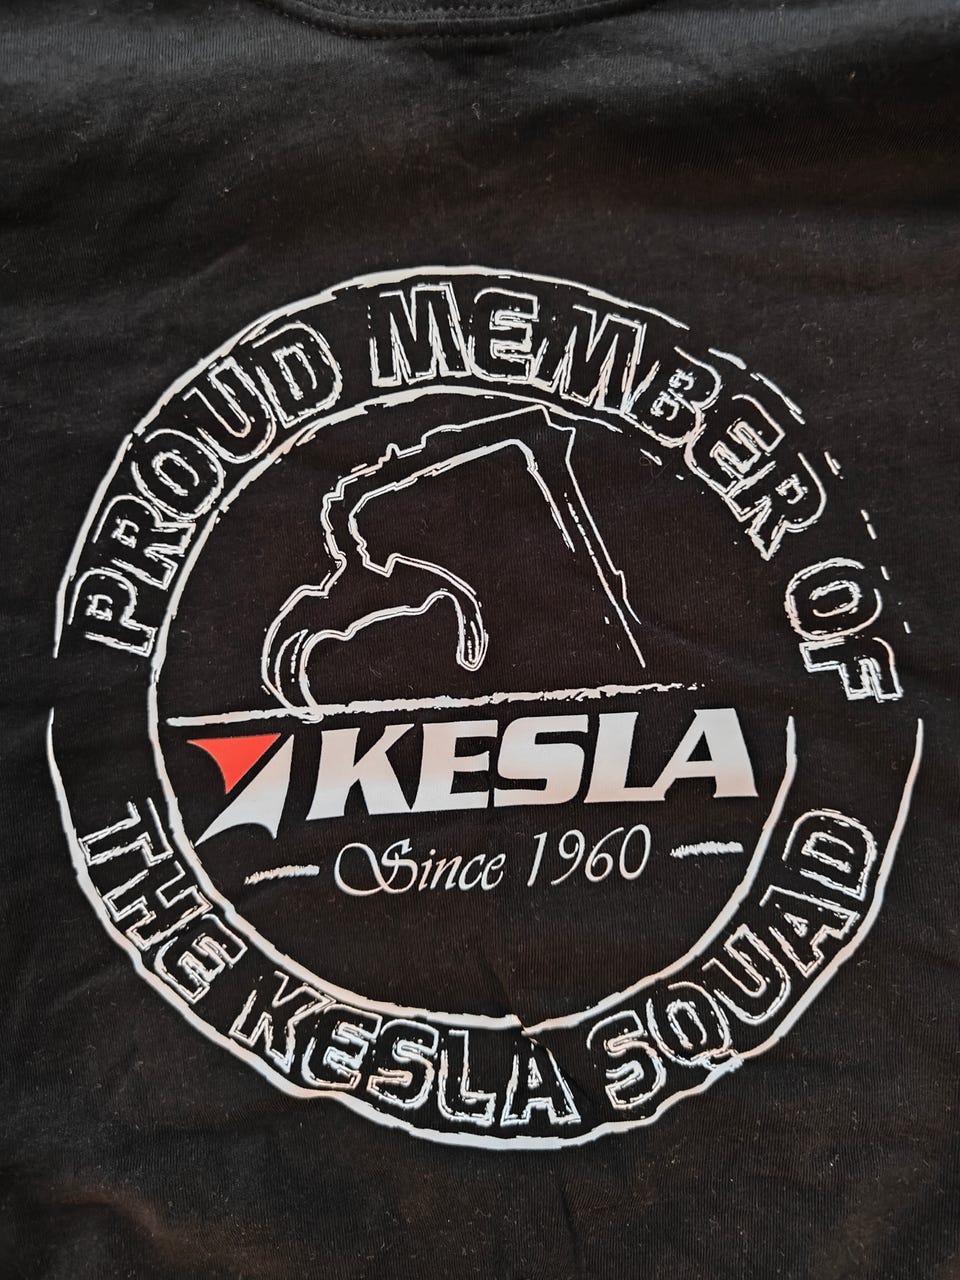 PROUD MEMBER OF
KESLA
Since 1960
THE KESLA SQUAD